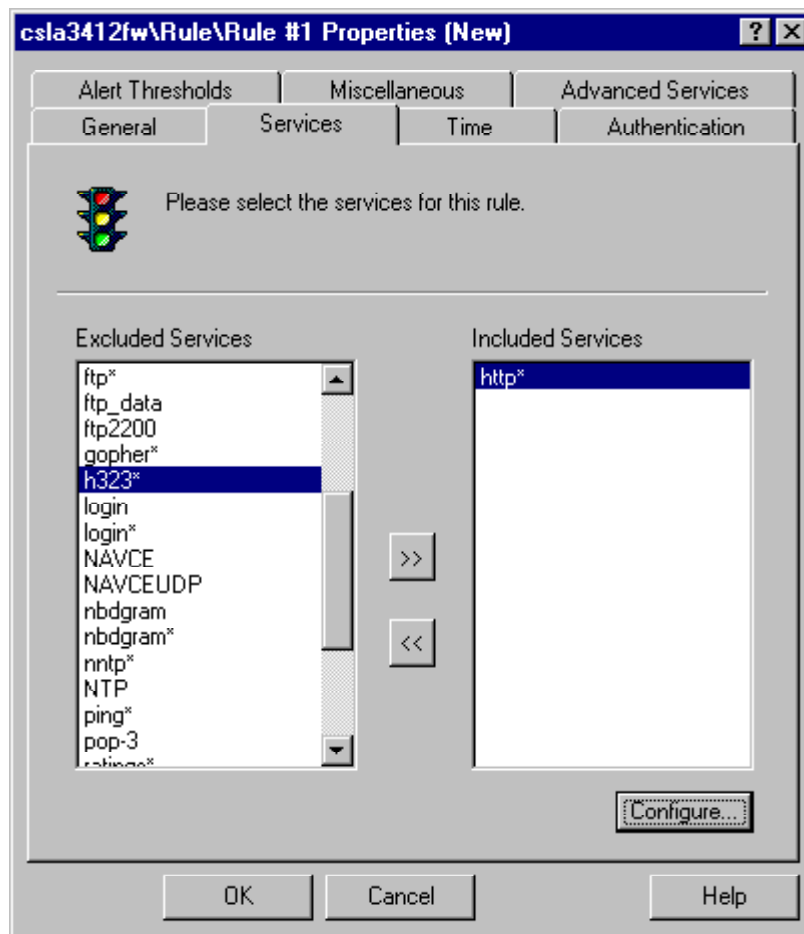 csla3412fw\Rule\Rule #1 Properties (New)
Alert Thresholds Miscellaneous Advanced Services
General Services Time Authentication
Please select the services for this rule.
Excluded Services
ftp*
ftp_data
ftp2200
gopher*
h323*
login
login*
NAVCE
NAVCEUDP
nbdgram
nbdgram*
nntp*
NTP
ping*
pop-3
ratings*
>>
<<
Included Services
http*
Configure...
OK Cancel Help